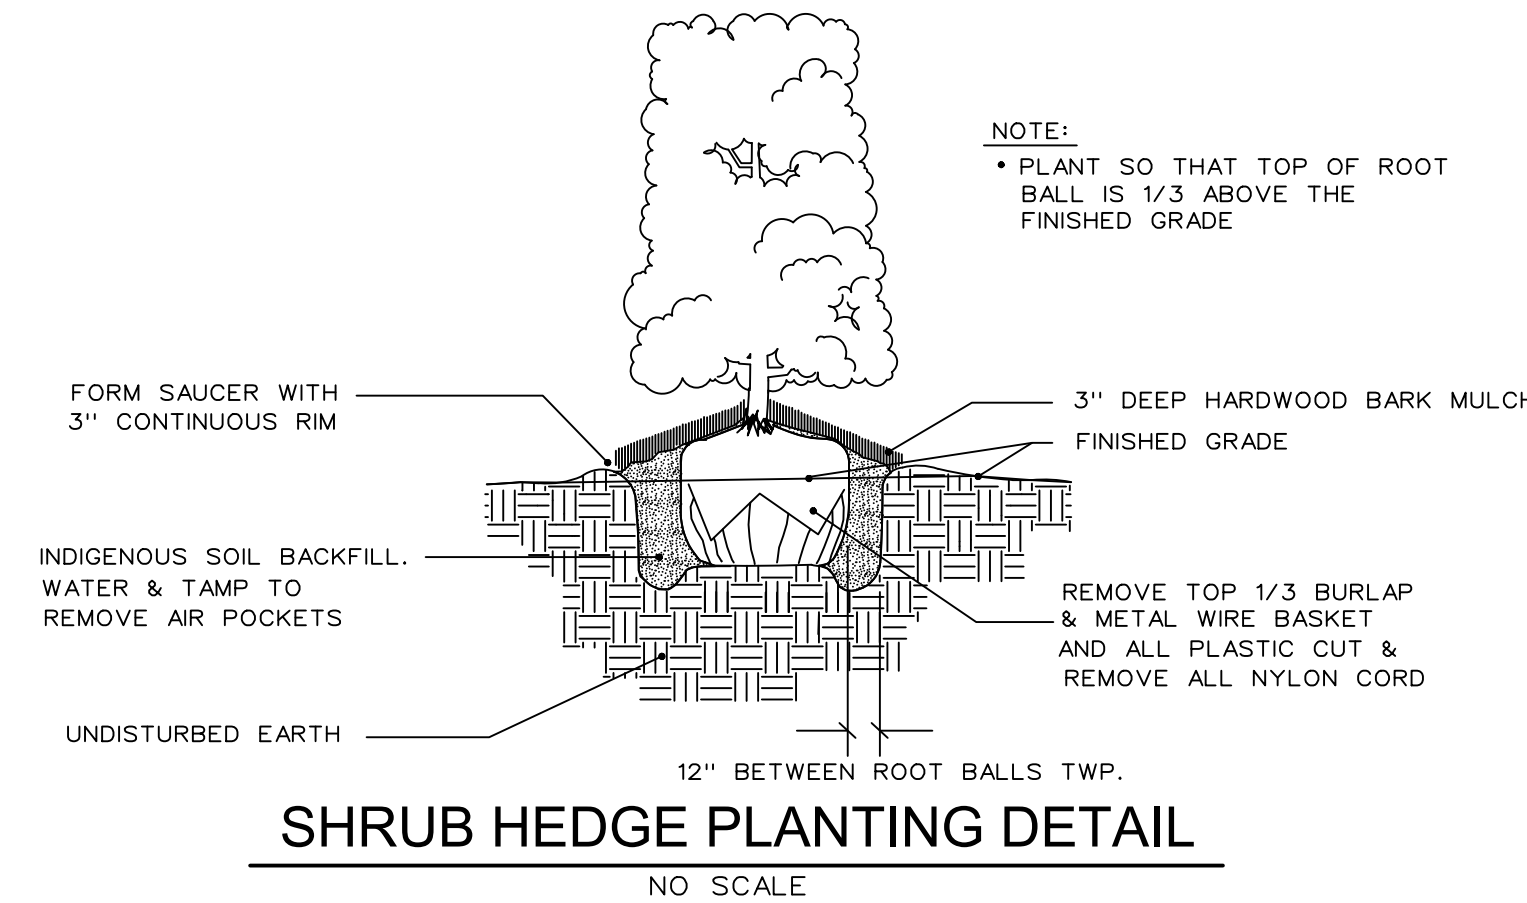 NOTE:
• PLANT SO THAT TOP OF ROOT
BALL IS 1/3 ABOVE THE
FINISHED GRADE
FORM SAUCER WITH
3" CONTINUOUS RIM
3" DEEP HARDWOOD BARK MULCH
FINISHED GRADE
INDIGENOUS SOIL BACKFILL.
WATER & TAMP TO
REMOVE AIR POCKETS
REMOVE TOP 1/3 BURLAP
& METAL WIRE BASKET
AND ALL PLASTIC CUT &
REMOVE ALL NYLON CORD
UNDISTURBED EARTH
12" BETWEEN ROOT BALLS TWP.
SHRUB HEDGE PLANTING DETAIL
NO SCALE